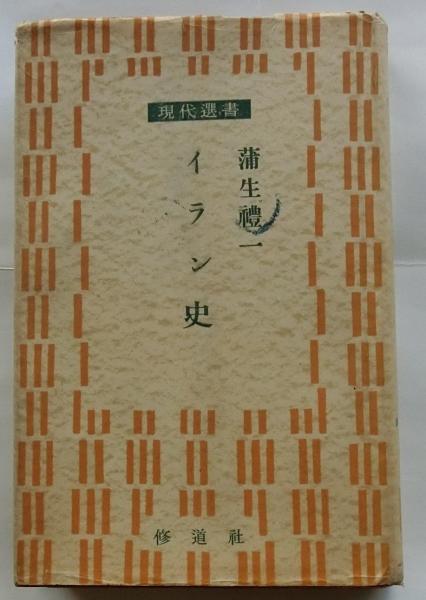 現代選書
蒲生禮一
イラン史
修道社